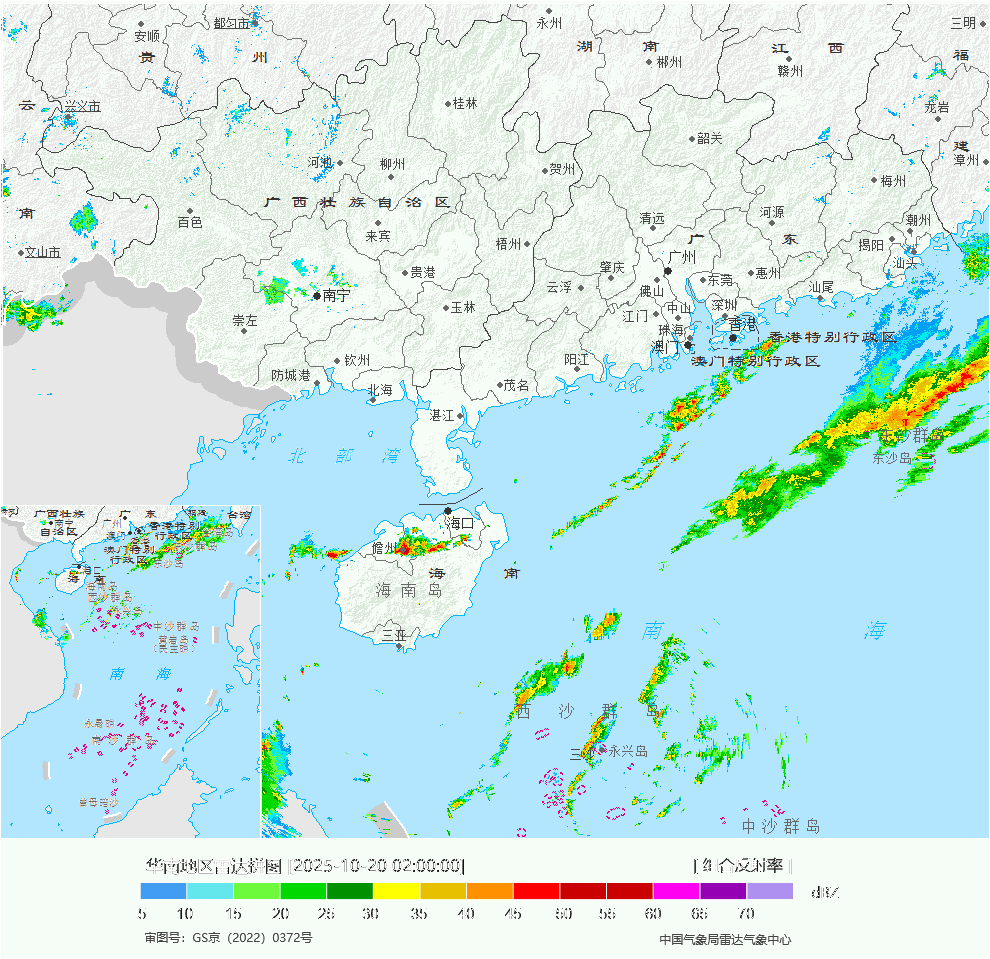 永州
三明
安顺
都匀市
贵 州
湖 南
江 西
福
郴州
赣州
云
兴义市
桂林
龙岩
韶关
建
漳州
河池
柳州
贺州
梅州
广 西 壮 族 自 治 区
南
百色
来宾
清远
河源
潮州
文山市
梧州
广 东
揭阳
汕头
贵港
肇庆
广州
惠州
东莞
南宁
云浮
佛山
汕尾
崇左
玉林
江门
中山
深圳
珠海
香港
澳门
香港特别行政区
澳门特别行政区
钦州
阳江
防城港
北海
茂名
湛江
东沙群岛
东沙岛
北 部 湾
海口
儋州
海 南
海 南 岛
三亚
南 海
西 沙 群 岛
永兴岛
中 沙 群 岛
广西壮族
自治区
南宁
广 东
广州
香港特别
行政区
澳门特别
行政区
台湾
海口
海 南
东沙岛
中沙群岛
黄岩岛
南 海
永暑礁
南 沙 群 岛
曾母暗沙
华南地区雷达拼图 [2025-10-20 02:00:00]
[ 组合反射率 ]
5 10 15 20 25 30 35 40 45 50 55 60 65 70 dBZ
审图号：GS京（2022）0372号
中国气象局雷达气象中心